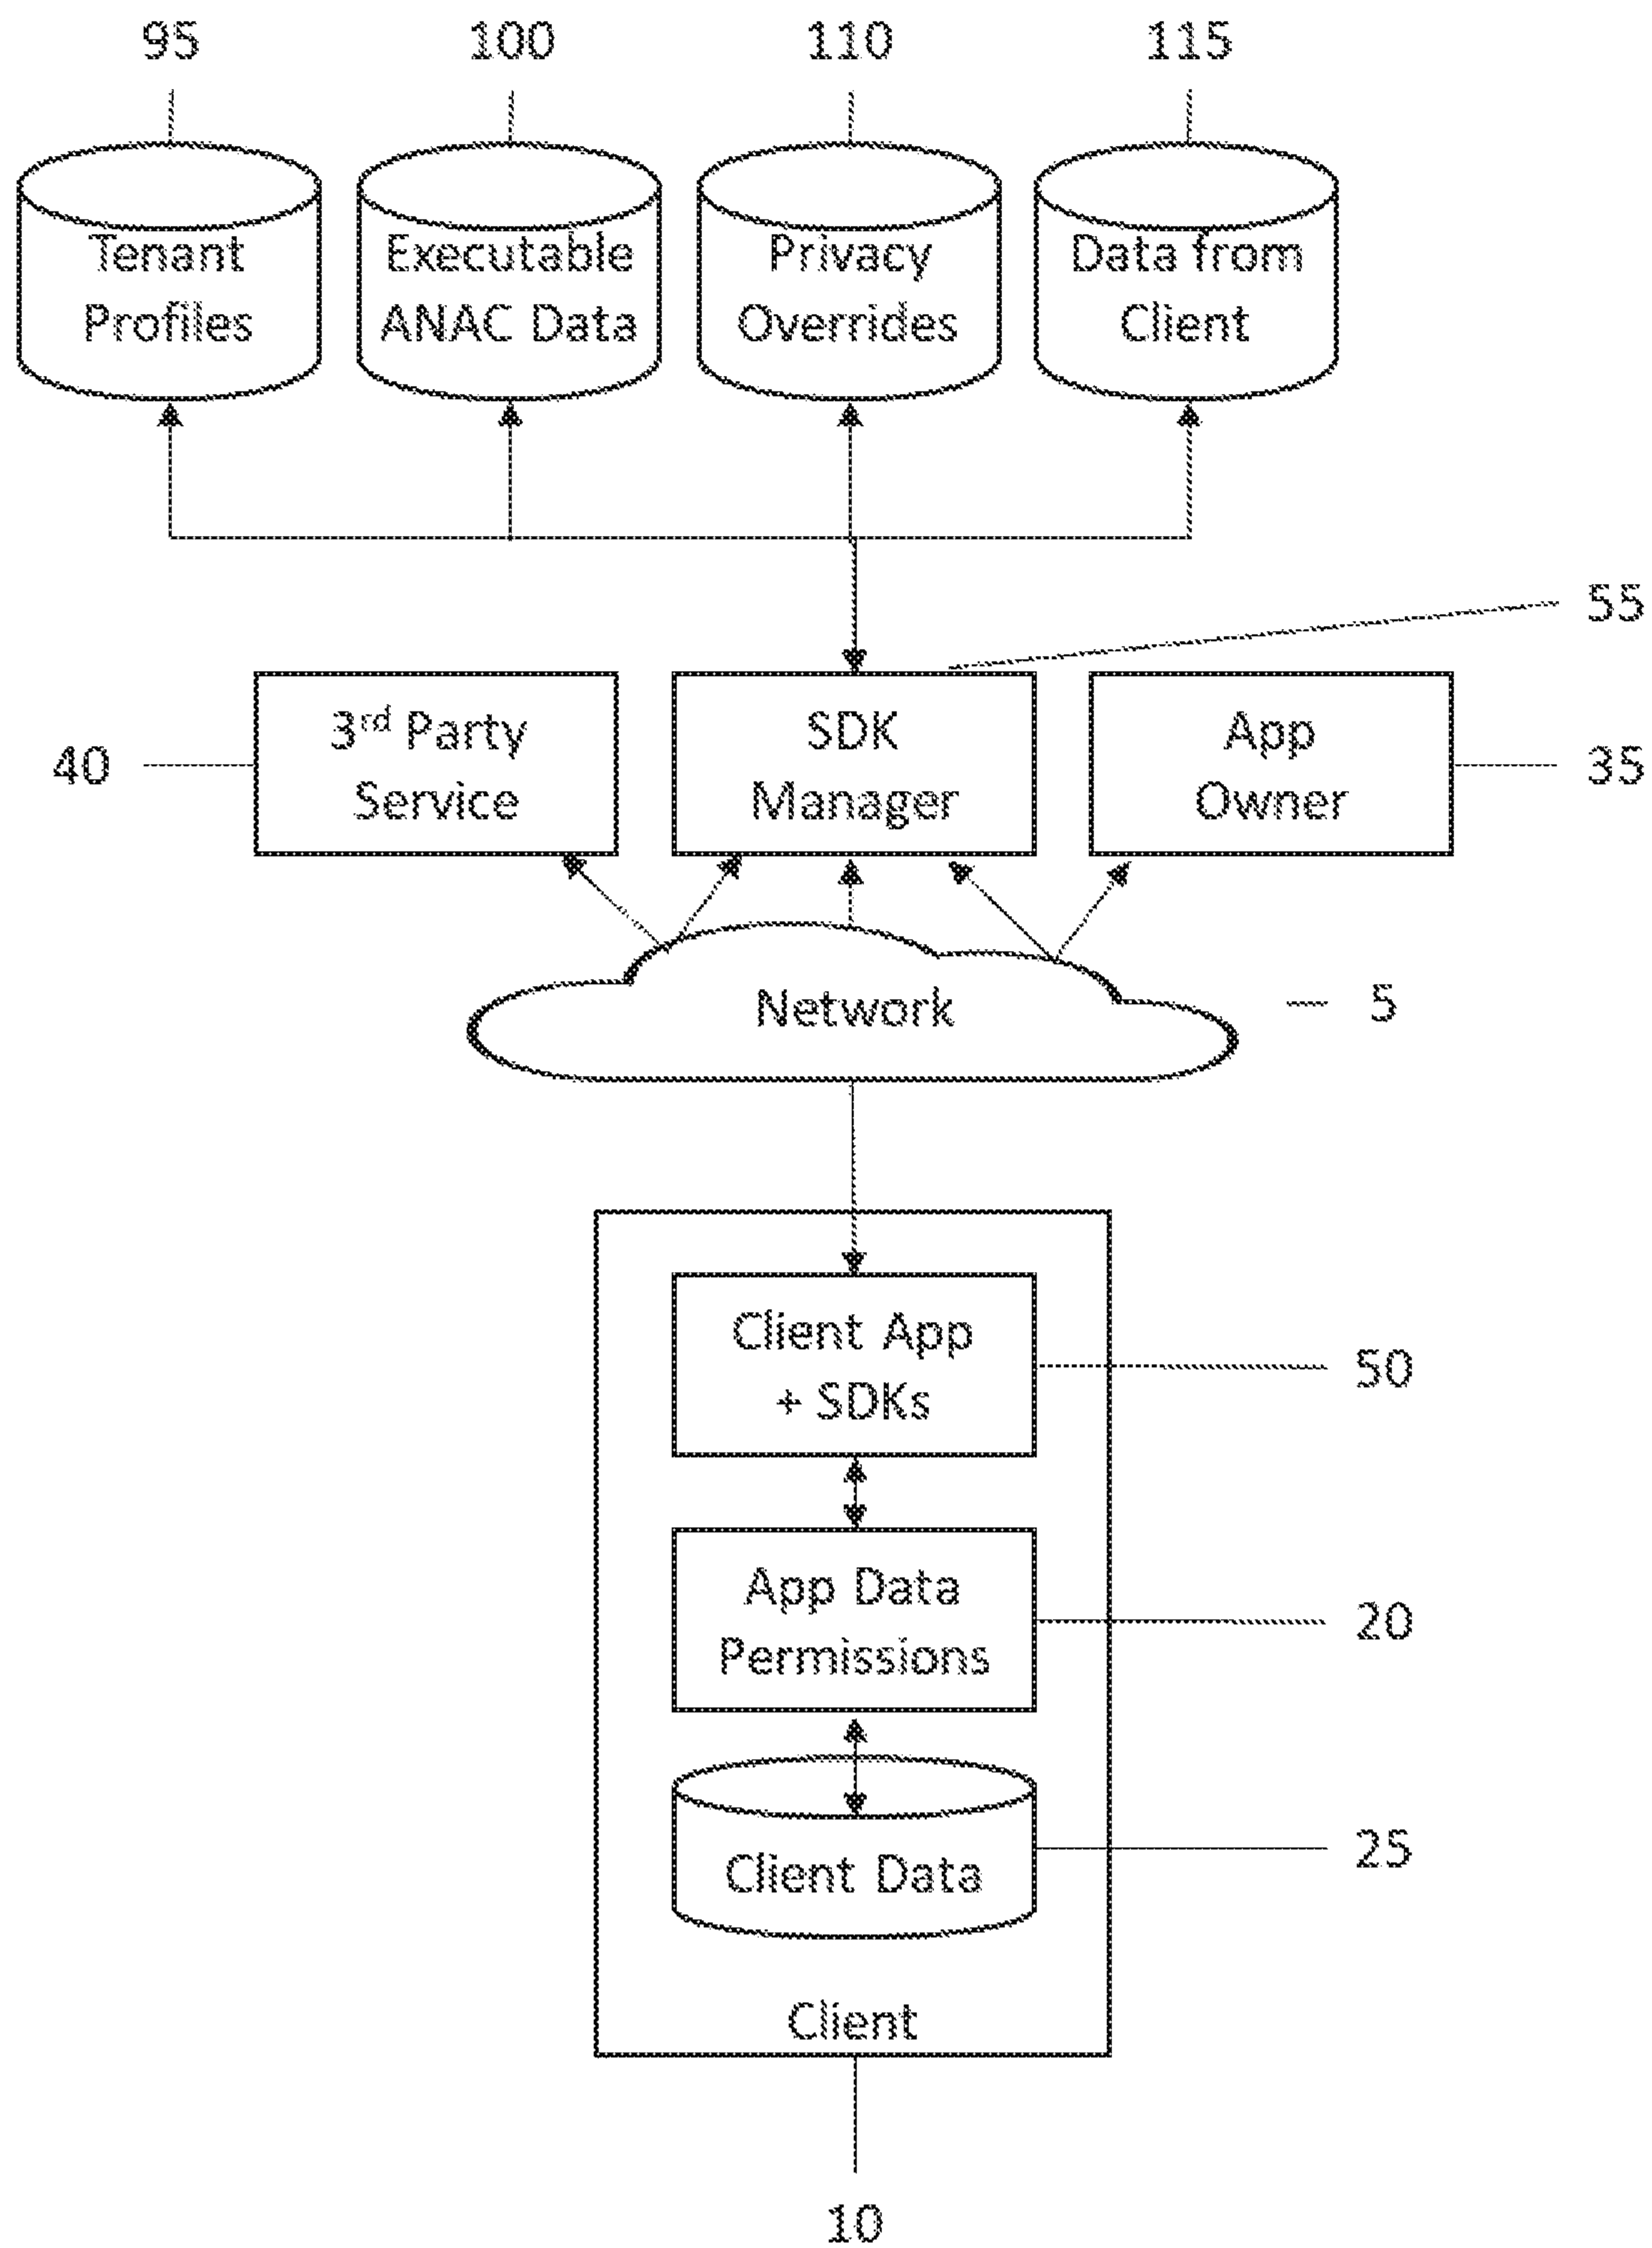 95 100 110 115
Tenant
Profiles
Executable
ANAC Data
Privacy
Overrides
Data from
Client
55
40
3rd Party
Service
SDK
Manager
App
Owner
35
Network
5
Client App
+ SDKs
50
App Data
Permissions
20
Client Data
25
Client
10